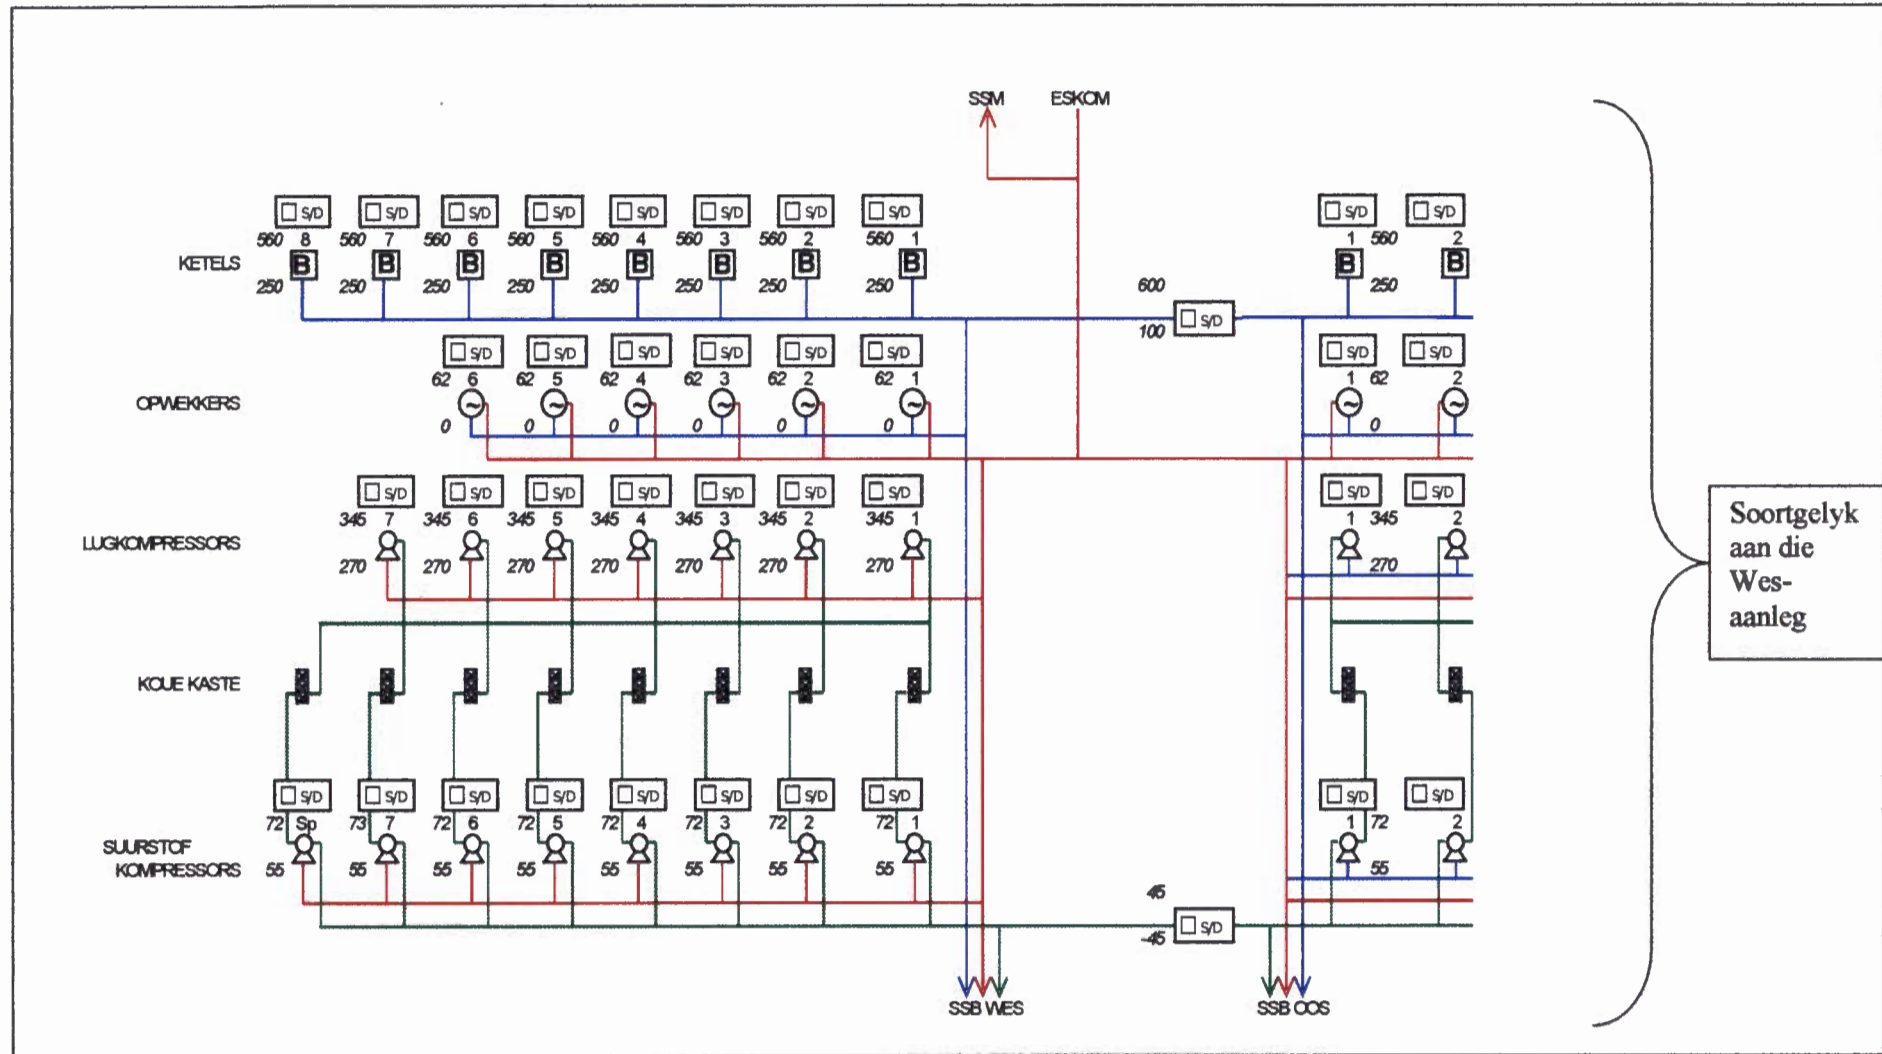 SSM ESKOM
S/D S/D S/D S/D S/D S/D S/D S/D S/D S/D
560 8 560 7 560 6 560 5 560 4 560 3 560 2 560 1 1 560 2
KETELS B B B B B B B B B B
250 250 250 250 250 250 250 250 600 250
100 S/D
S/D S/D S/D S/D S/D S/D S/D S/D
62 6 62 5 62 4 62 3 62 2 62 1 1 62 2
OPWEKKERS ~ ~ ~ ~ ~ ~ ~ ~
0 0 0 0 0 0 0
S/D S/D S/D S/D S/D S/D S/D S/D S/D
345 7 345 6 345 5 345 4 345 3 345 2 345 1 1 345 2
LUGKOMPRESSORS
270 270 270 270 270 270 270 270
Soortgelyk
aan die
Wes-
aanleg
KOUE KASTE
S/D S/D S/D S/D S/D S/D S/D S/D S/D S/D
72 Sp 73 7 72 6 72 5 72 4 72 3 72 2 72 1 1 72 2
SUURSTOF
KOMPRESSORS
55 55 55 55 55 55 55 55 55
45
-45 S/D
SSB WES SSB OOS